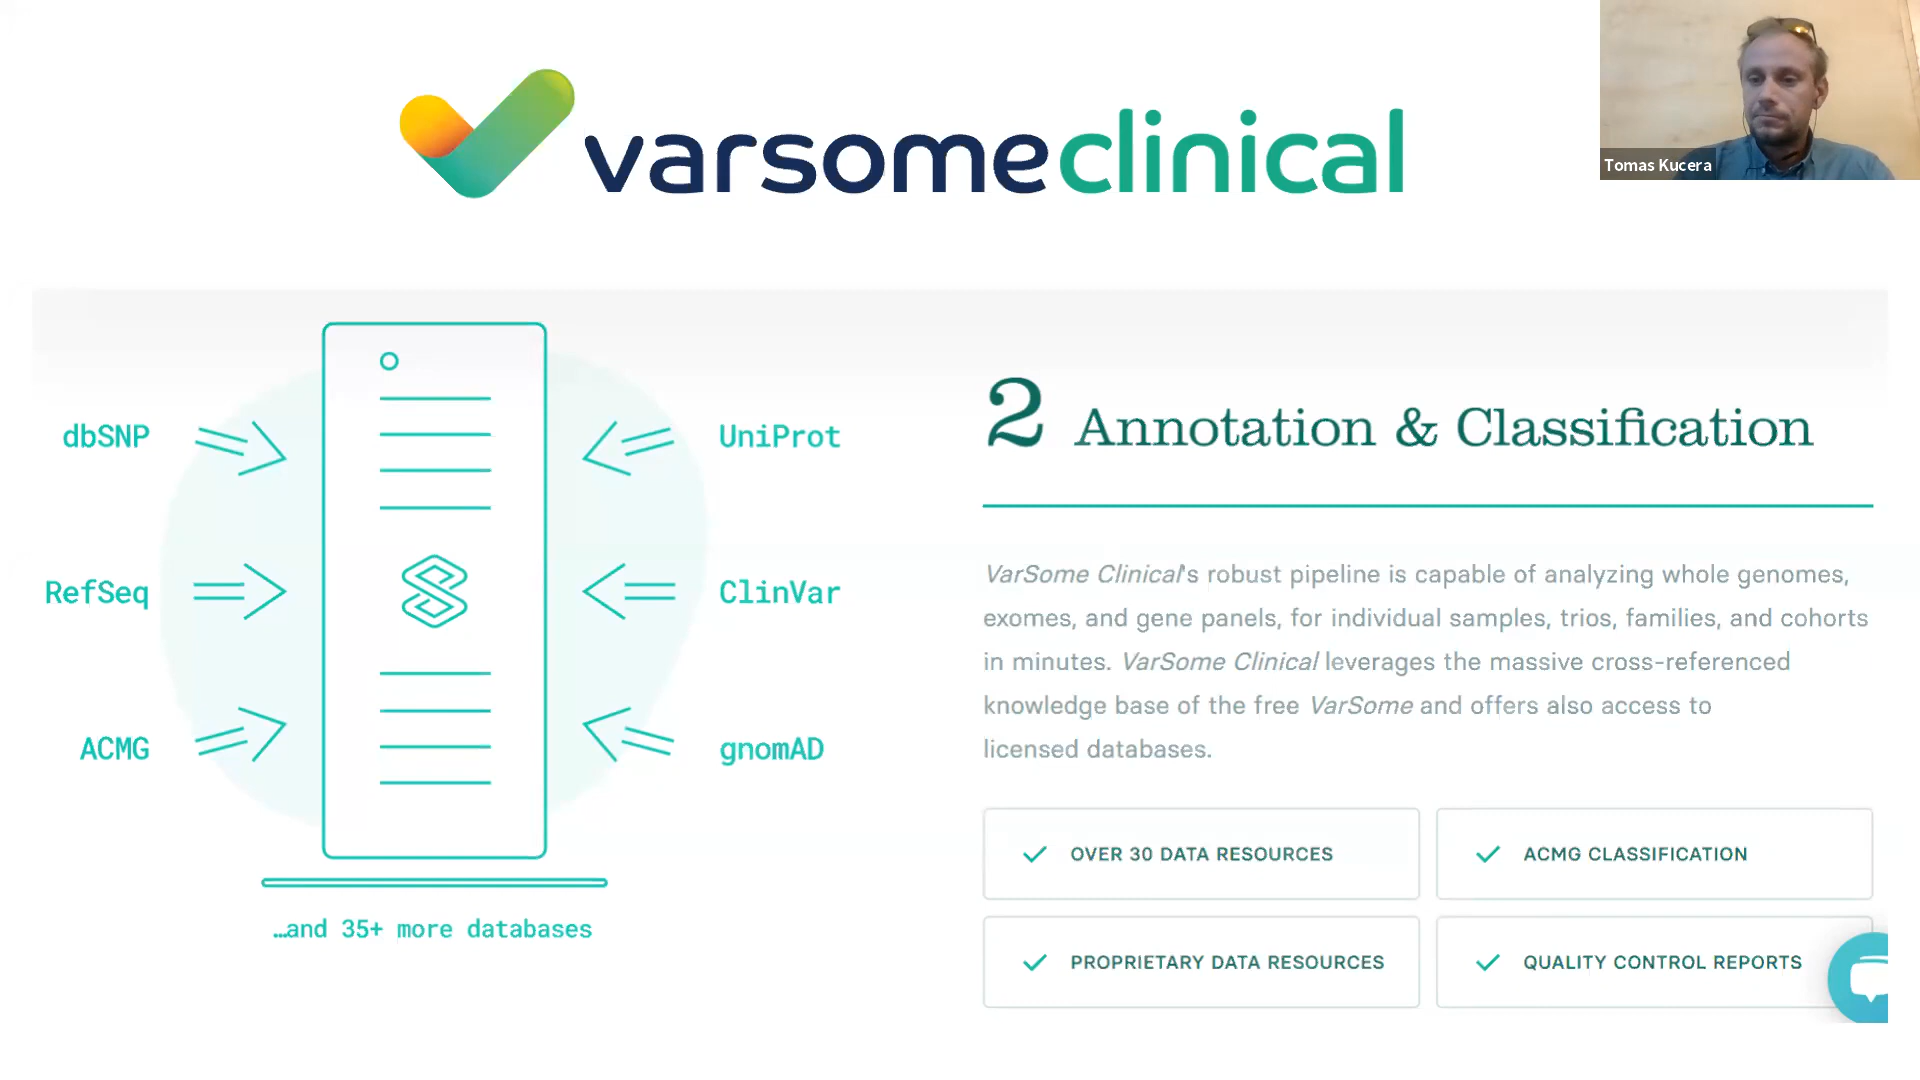 varsomeclinical
Tomas Kucera
dbSNP
RefSeq
ACMG
UniProt
ClinVar
gnomAD
…and 35+ more databases
2 Annotation & Classification
VarSome Clinical's robust pipeline is capable of analyzing whole genomes,
exomes, and gene panels, for individual samples, trios, families, and cohorts
in minutes. VarSome Clinical leverages the massive cross-referenced
knowledge base of the free VarSome and offers also access to
licensed databases.
OVER 30 DATA RESOURCES
ACMG CLASSIFICATION
PROPRIETARY DATA RESOURCES
QUALITY CONTROL REPORTS